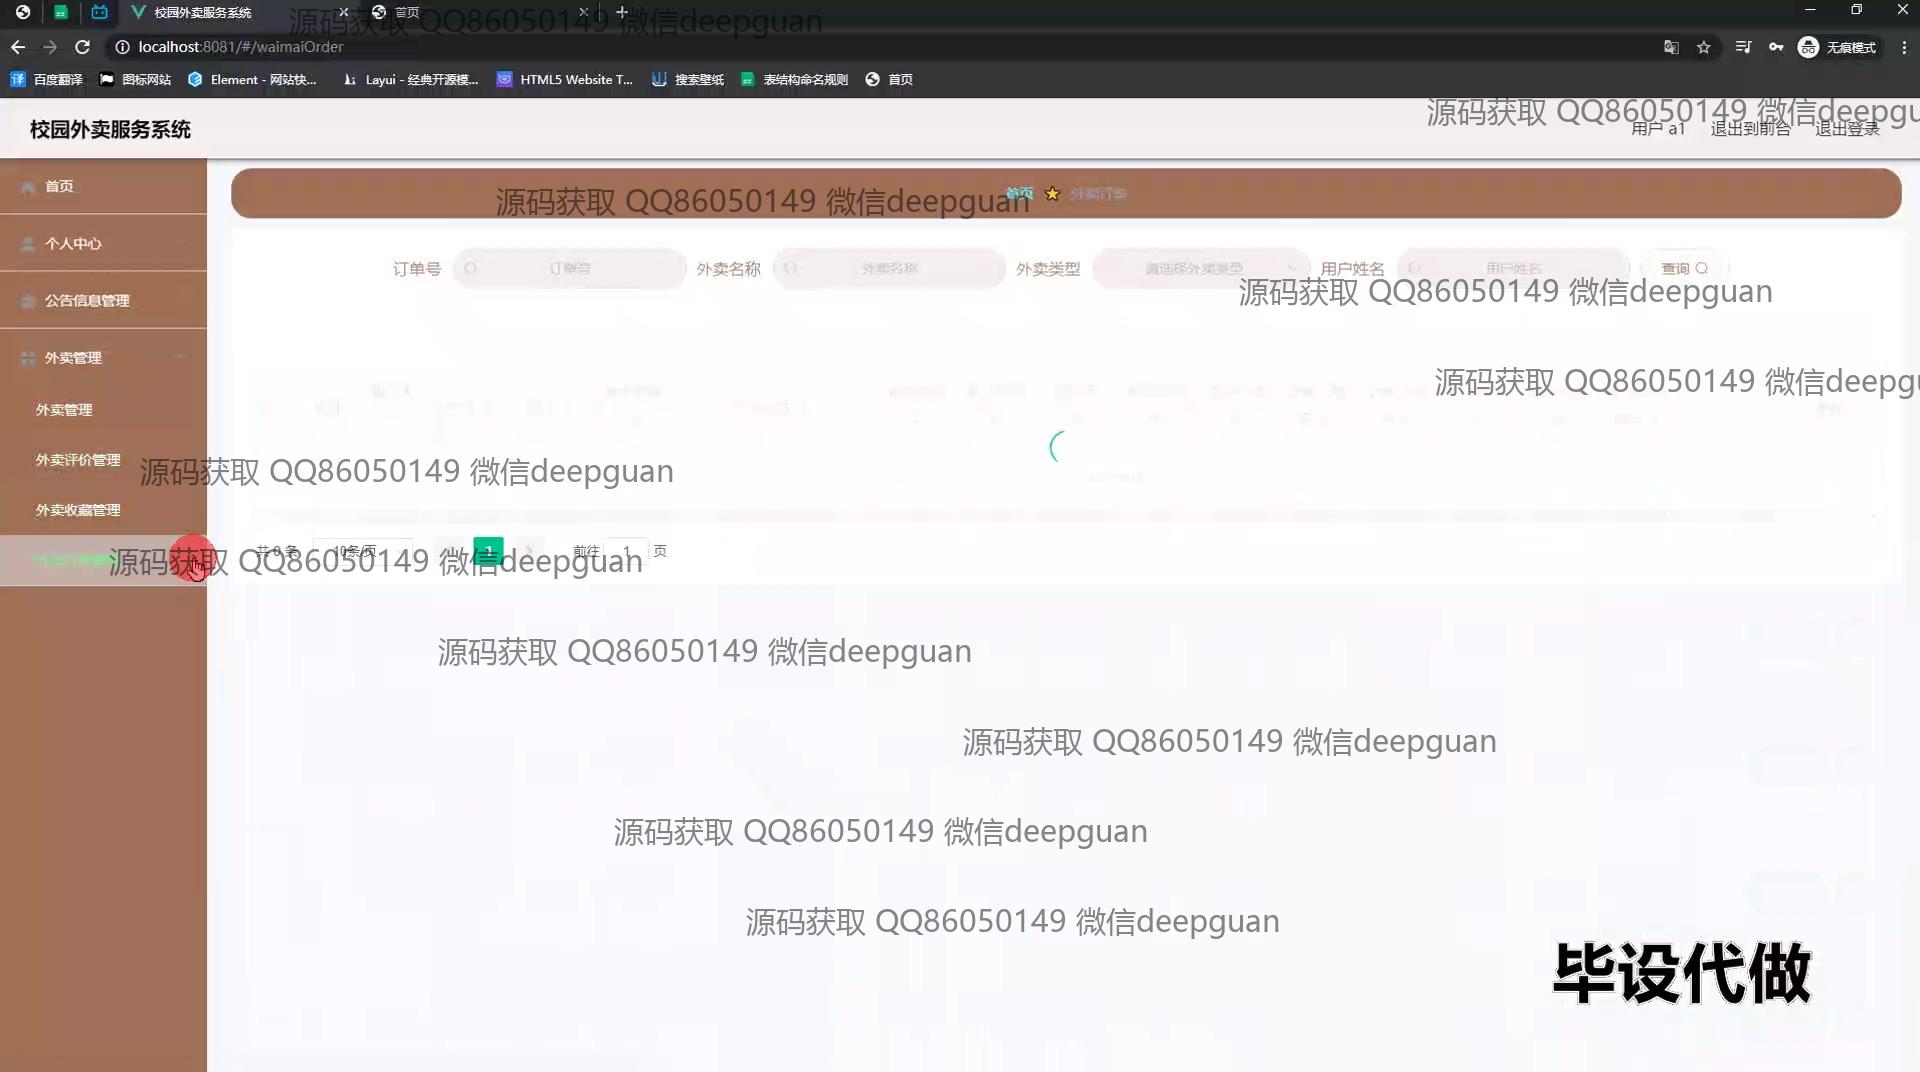 校园外卖服务系统
首页
localhost:8081/#/waimaiOrder
无痕模式
百度翻译
图标网站
Element - 网站快...
Layui - 经典开源模...
HTML5 Website T...
搜索壁纸
表结构命名规则
首页
校园外卖服务系统
用户 a1
退出到前台
退出登录
首页
个人中心
公告信息管理
外卖管理
外卖管理
外卖评价管理
外卖收藏管理
首页
外卖订单
订单号
订单号
外卖名称
外卖名称
外卖类型
请选择外卖类型
用户姓名
用户姓名
查询
共 0 条
10条/页
1
前往
1
页
源码获取 QQ86050149 微信deepguan
源码获取 QQ86050149 微信deepgu
源码获取 QQ86050149 微信deepguan
源码获取 QQ86050149 微信deepguan
源码获取 QQ86050149 微信deepgu
源码获取 QQ86050149 微信deepguan
源码获取 QQ86050149 微信deepguan
源码获取 QQ86050149 微信deepguan
源码获取 QQ86050149 微信deepguan
源码获取 QQ86050149 微信deepguan
源码获取 QQ86050149 微信deepguan
毕设代做